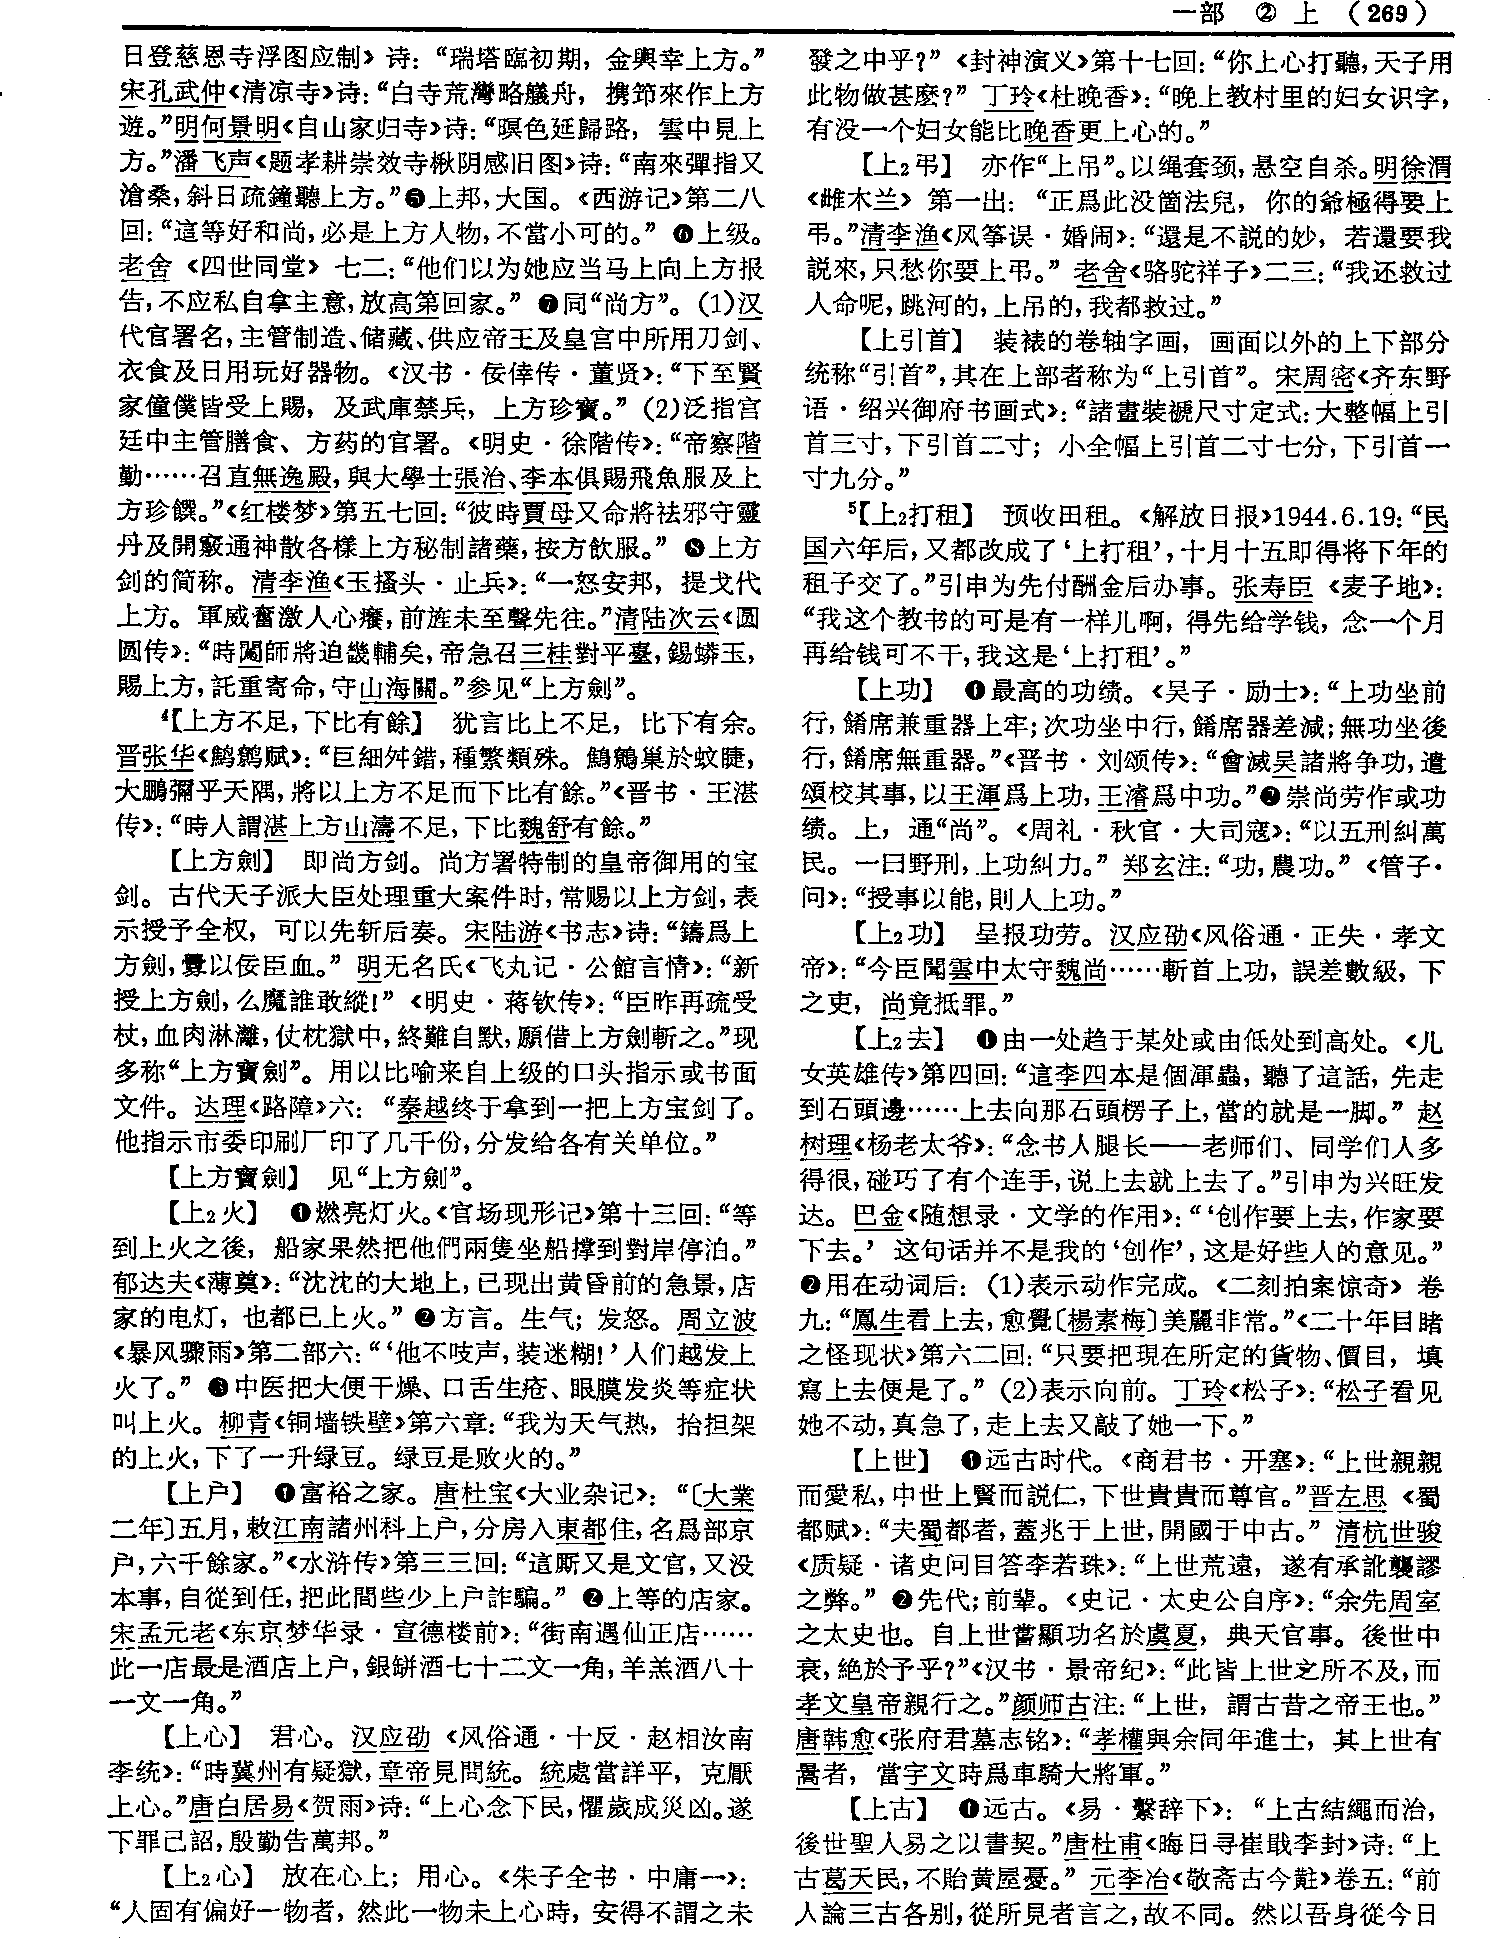 一部 ② 上 （269）
日登慈恩寺浮图应制》诗：“瑞塔臨初期，金輿幸上方。”
宋孔武仲《清凉寺》诗：“白寺荒灣略艤舟，携筇來作上方
遊。”明何景明《自山家归寺》诗：“暝色延歸路，雲中見上
方。”潘飞声《题孝耕崇效寺楸阴感旧图》诗：“南來彈指又
滄桑，斜日疏鐘聽上方。”❺上邦，大国。《西游记》第二八
回：“這等好和尚，必是上方人物，不當小可的。”❻上级。
老舍《四世同堂》七二：“他们以为她应当马上向上方报
告，不应私自拿主意，放高第回家。”❼同“尚方”。(1)汉
代官署名，主管制造、储藏、供应帝王及皇宫中所用刀剑、
衣食及日用玩好器物。《汉书·佞倖传·董贤》：“下至賢
家僮僕皆受上賜，及武庫禁兵，上方珍寶。”(2)泛指宫
廷中主管膳食、方药的官署。《明史·徐階传》：“帝察階
勤……召直無逸殿，與大學士張治、李本俱賜飛魚服及上
方珍饌。”《红楼梦》第五七回：“彼時賈母又命將祛邪守靈
丹及開竅通神散各樣上方秘制諸藥，按方飲服。”❽上方
剑的简称。清李渔《玉搔头·止兵》：“一怒安邦，提戈代
上方。軍威奮激人心癢，前旌未至聲先往。”清陆次云《圆
圆传》：“時闖師將迫畿輔矣，帝急召三桂對平臺，錫蟒玉，
賜上方，託重寄命，守山海關。”参见“上方劍”。
⁴【上方不足，下比有餘】 犹言比上不足，比下有余。
晋张华《鹪鹩赋》：“巨細舛錯，種繁類殊。鷦鷯巢於蚊睫，
大鵬彌乎天隅，將以上方不足而下比有餘。”《晋书·王湛
传》：“時人謂湛上方山濤不足，下比魏舒有餘。”
【上方劍】 即尚方剑。尚方署特制的皇帝御用的宝
剑。古代天子派大臣处理重大案件时，常赐以上方剑，表
示授予全权，可以先斩后奏。宋陆游《书志》诗：“鑄爲上
方劍，釁以佞臣血。”明无名氏《飞丸记·公館言情》：“新
授上方劍，么魔誰敢縱！”《明史·蒋钦传》：“臣昨再疏受
杖，血肉淋灕，伏枕獄中，終難自默，願借上方劍斬之。”现
多称“上方寶劍”。用以比喻来自上级的口头指示或书面
文件。达理《路障》六：“秦越终于拿到一把上方宝剑了。
他指示市委印刷厂印了几千份，分发给各有关单位。”
【上方寶劍】 见“上方劍”。
【上₂火】 ❶燃亮灯火。《官场现形记》第十三回：“等
到上火之後，船家果然把他們兩隻坐船撑到對岸停泊。”
郁达夫《薄奠》：“沈沈的大地上，已现出黄昏前的急景，店
家的电灯，也都已上火。”❷方言。生气；发怒。周立波
《暴风骤雨》第二部六：“‘他不吱声，装迷糊！’人们越发上
火了。”❸中医把大便干燥、口舌生疮、眼膜发炎等症状
叫上火。柳青《铜墙铁壁》第六章：“我为天气热，抬担架
的上火，下了一升绿豆。绿豆是败火的。”
【上户】 ❶富裕之家。唐杜宝《大业杂记》：“〔大業
二年〕五月，敕江南諸州科上户，分房入東都住，名爲部京
户，六千餘家。”《水浒传》第三三回：“這厮又是文官，又没
本事，自從到任，把此間些少上户詐騙。”❷上等的店家。
宋孟元老《东京梦华录·宣德楼前》：“街南遇仙正店……
此一店最是酒店上户，銀缾酒七十二文一角，羊羔酒八十
一文一角。”
【上心】 君心。汉应劭《风俗通·十反·赵相汝南
李统》：“時冀州有疑獄，章帝見問統。統處當詳平，克厭
上心。”唐白居易《贺雨》诗：“上心念下民，懼歲成災凶。遂
下罪己詔，殷勤告萬邦。”
【上₂心】 放在心上；用心。《朱子全书·中庸一》：
“人固有偏好一物者，然此一物未上心時，安得不謂之未
發之中乎？”《封神演义》第十七回：“你上心打聽，天子用
此物做甚麽？”丁玲《杜晚香》：“晚上教村里的妇女识字，
有没一个妇女能比晚香更上心的。”
【上₂弔】 亦作“上吊”。以绳套颈，悬空自杀。明徐渭
《雌木兰》第一出：“正爲此没箇法兒，你的爺極得要上
弔。”清李渔《风筝误·婚闹》：“還是不説的妙，若還要我
説來，只愁你要上弔。”老舍《骆驼祥子》二三：“我还救过
人命呢，跳河的，上吊的，我都救过。”
【上引首】 装裱的卷轴字画，画面以外的上下部分
统称“引首”，其在上部者称为“上引首”。宋周密《齐东野
语·绍兴御府书画式》：“諸畫裝褫尺寸定式：大整幅上引
首三寸，下引首二寸；小全幅上引首二寸七分，下引首一
寸九分。”
⁵【上₂打租】 预收田租。《解放日报》1944.6.19：“民
国六年后，又都改成了‘上打租’，十月十五即得将下年的
租子交了。”引申为先付酬金后办事。张寿臣《麦子地》：
“我这个教书的可是有一样儿啊，得先给学钱，念一个月
再给钱可不干，我这是‘上打租’。”
【上功】 ❶最高的功绩。《吴子·励士》：“上功坐前
行，餚席兼重器上牢；次功坐中行，餚席器差減；無功坐後
行，餚席無重器。”《晋书·刘颂传》：“會滅吴諸將争功，遣
頌校其事，以王渾爲上功，王濬爲中功。”❷崇尚劳作或功
绩。上，通“尚”。《周礼·秋官·大司寇》：“以五刑糾萬
民。一曰野刑，上功糾力。”郑玄注：“功，農功。”《管子·
问》：“授事以能，則人上功。”
【上₂功】 呈报功劳。汉应劭《风俗通·正失·孝文
帝》：“今臣聞雲中太守魏尚……斬首上功，誤差數級，下
之吏，尚竟抵罪。”
【上₂去】 ❶由一处趋于某处或由低处到高处。《儿
女英雄传》第四回：“這李四本是個渾蟲，聽了這話，先走
到石頭邊……上去向那石頭楞子上，當的就是一脚。”赵
树理《杨老太爷》：“念书人腿长——老师们、同学们人多
得很，碰巧了有个连手，说上去就上去了。”引申为兴旺发
达。巴金《随想录·文学的作用》：“‘创作要上去，作家要
下去。’这句话并不是我的‘创作’，这是好些人的意见。”
❷用在动词后：(1)表示动作完成。《二刻拍案惊奇》卷
九：“鳳生看上去，愈覺〔楊素梅〕美麗非常。”《二十年目睹
之怪现状》第六二回：“只要把現在所定的貨物、價目，填
寫上去便是了。”(2)表示向前。丁玲《松子》：“松子看见
她不动，真急了，走上去又敲了她一下。”
【上世】 ❶远古时代。《商君书·开塞》：“上世親親
而愛私，中世上賢而説仁，下世貴貴而尊官。”晋左思《蜀
都赋》：“夫蜀都者，蓋兆于上世，開國于中古。”清杭世骏
《质疑·诸史问目答李若珠》：“上世荒遠，遂有承訛襲謬
之弊。”❷先代；前辈。《史记·太史公自序》：“余先周室
之太史也。自上世嘗顯功名於虞夏，典天官事。後世中
衰，絶於予乎？”《汉书·景帝纪》：“此皆上世之所不及，而
孝文皇帝親行之。”颜师古注：“上世，謂古昔之帝王也。”
唐韩愈《张府君墓志铭》：“孝權與余同年進士，其上世有
暠者，當宇文時爲車騎大將軍。”
【上古】 ❶远古。《易·繫辞下》：“上古結繩而治，
後世聖人易之以書契。”唐杜甫《晦日寻崔戢李封》诗：“上
古葛天民，不貽黄屋憂。”元李冶《敬斋古今黈》卷五：“前
人論三古各别，從所見者言之，故不同。然以吾身從今日